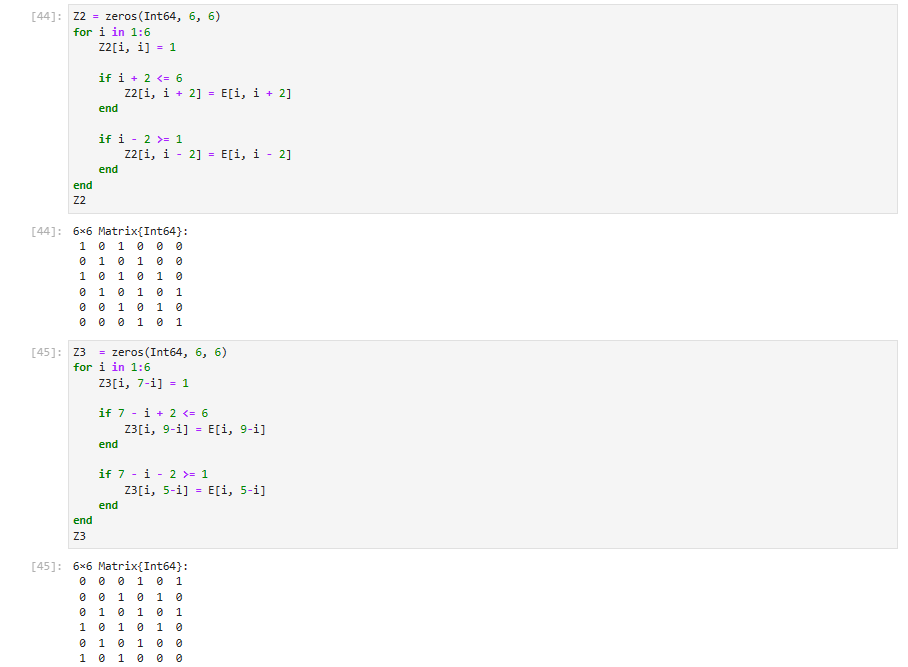 [44]: Z2 = zeros(Int64, 6, 6)
for i in 1:6
    Z2[i, i] = 1

    if i + 2 <= 6
        Z2[i, i + 2] = E[i, i + 2]
    end

    if i - 2 >= 1
        Z2[i, i - 2] = E[i, i - 2]
    end
end
Z2
[44]: 6×6 Matrix{Int64}:
 1  0  1  0  0  0
 0  1  0  1  0  0
 1  0  1  0  1  0
 0  1  0  1  0  1
 0  0  1  0  1  0
 0  0  0  1  0  1
[45]: Z3  = zeros(Int64, 6, 6)
for i in 1:6
    Z3[i, 7-i] = 1

    if 7 - i + 2 <= 6
        Z3[i, 9-i] = E[i, 9-i]
    end

    if 7 - i - 2 >= 1
        Z3[i, 5-i] = E[i, 5-i]
    end
end
Z3
[45]: 6×6 Matrix{Int64}:
 0  0  0  1  0  1
 0  0  1  0  1  0
 0  1  0  1  0  1
 1  0  1  0  1  0
 0  1  0  1  0  0
 1  0  1  0  0  0